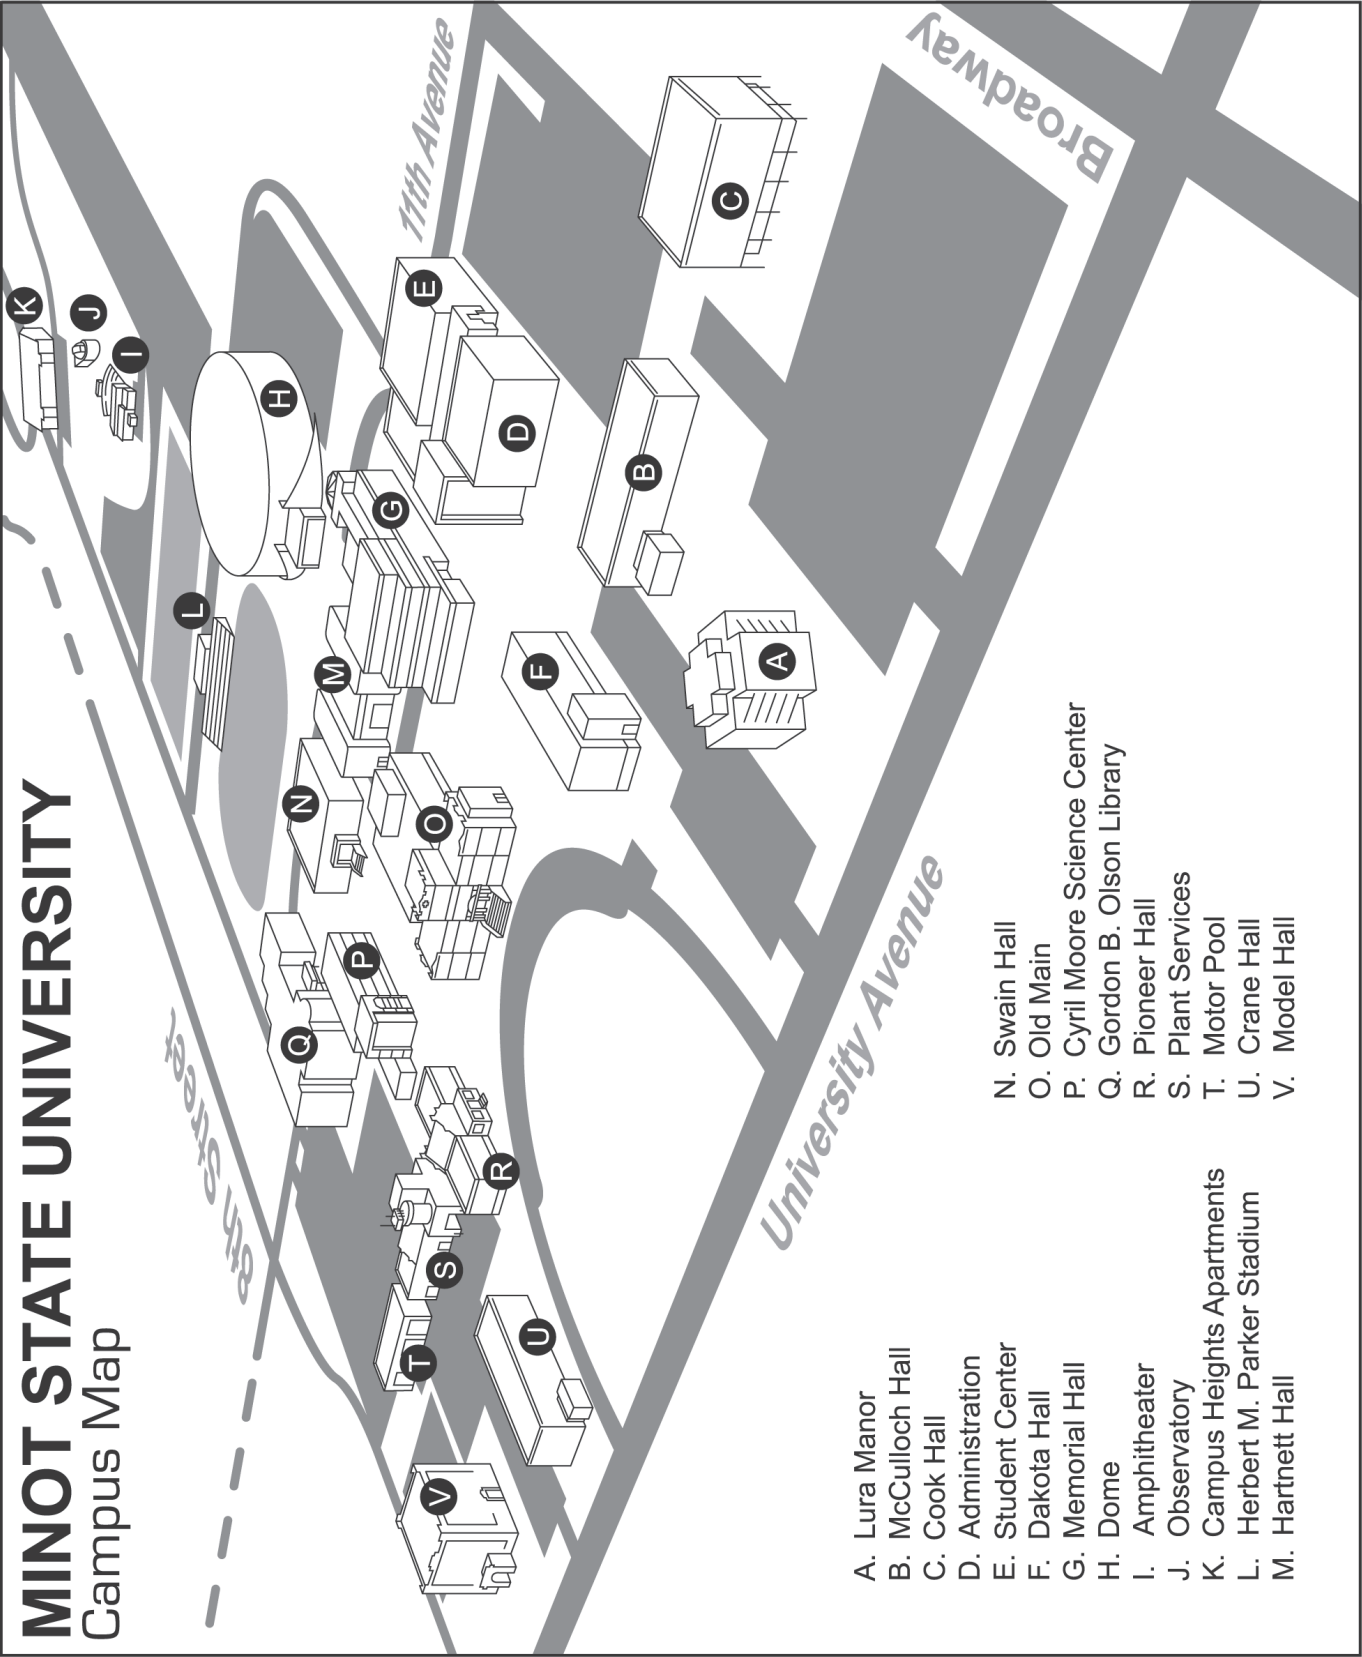 MINOT STATE UNIVERSITY
Campus Map
8th Street
11th Avenue
Broadway
University Avenue
K
J
I
H
L
E
D
C
G
B
M
F
A
N
O
Q
P
R
S
T
U
V
A. Lura Manor
B. McCulloch Hall
C. Cook Hall
D. Administration
E. Student Center
F. Dakota Hall
G. Memorial Hall
H. Dome
I. Amphitheater
J. Observatory
K. Campus Heights Apartments
L. Herbert M. Parker Stadium
M. Hartnett Hall
N. Swain Hall
O. Old Main
P. Cyril Moore Science Center
Q. Gordon B. Olson Library
R. Pioneer Hall
S. Plant Services
T. Motor Pool
U. Crane Hall
V. Model Hall